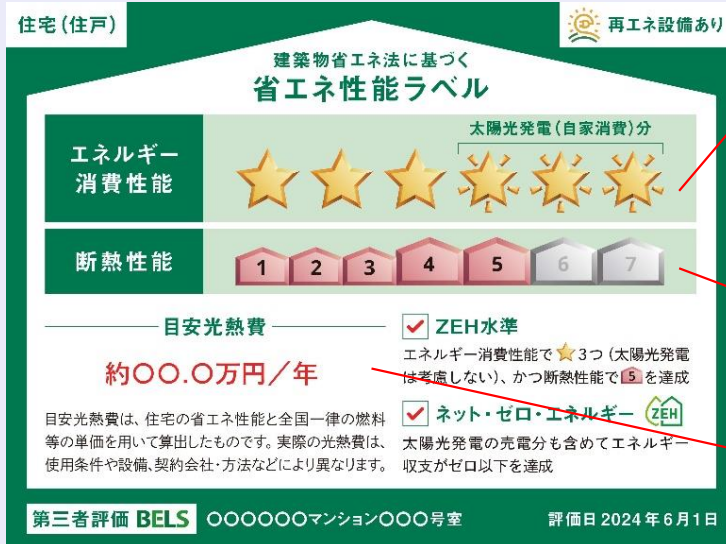 住宅(住戸)
再エネ設備あり
建築物省エネ法に基づく
省エネ性能ラベル
エネルギー
消費性能
太陽光発電(自家消費)分
断熱性能
1 2 3 4 5 6 7
目安光熱費
約〇〇.〇万円/年
目安光熱費は、住宅の省エネ性能と全国一律の燃料
等の単価を用いて算出したものです。実際の光熱費は、
使用条件や設備、契約会社・方法などにより異なります。
ZEH水準
エネルギー消費性能で⭐3つ(太陽光発電
は考慮しない)、かつ断熱性能で5を達成
ネット・ゼロ・エネルギー ZEH
太陽光発電の売電分も含めてエネルギー
収支がゼロ以下を達成
第三者評価 BELS 〇〇〇〇〇〇マンション〇〇〇号室 評価日 2024年6月1日